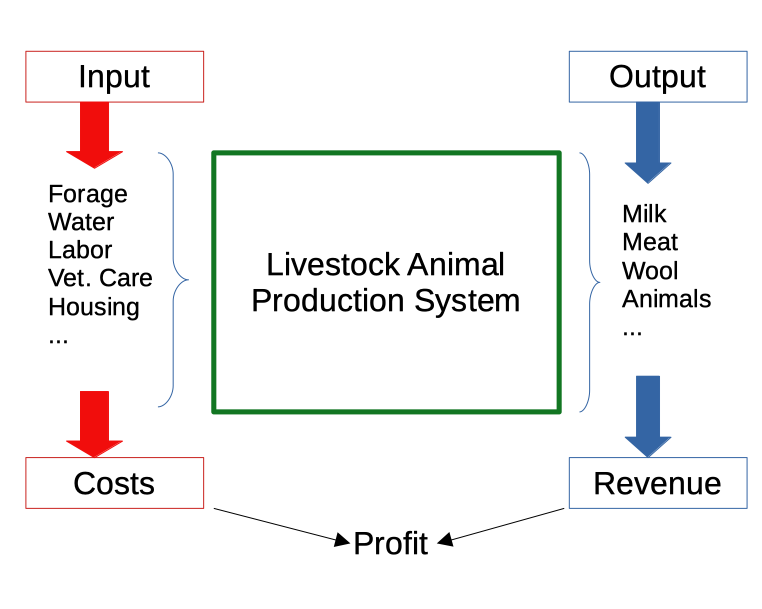 Input
Output
Forage
Water
Labor
Vet. Care
Housing
...
Livestock Animal
Production System
Milk
Meat
Wool
Animals
...
Costs
Revenue
Profit